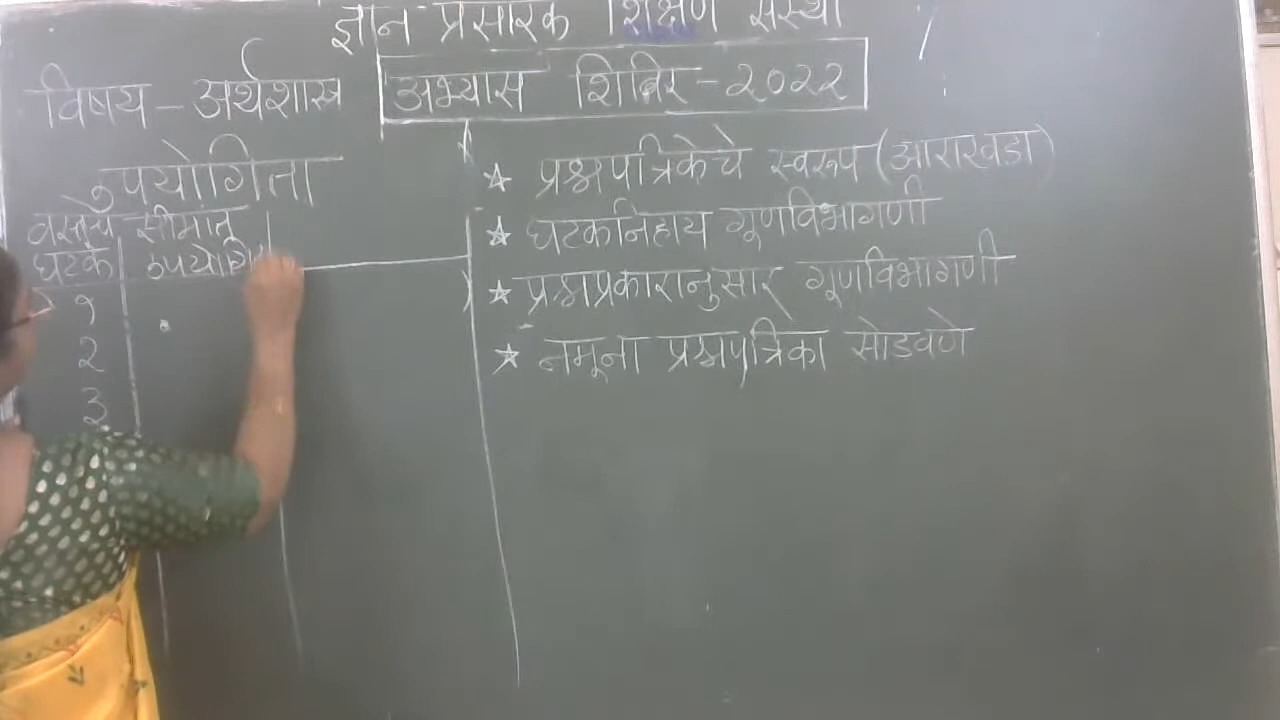 ज्ञान प्रसारक शिक्षण संस्था
विषय - अर्थशास्त्र
अभ्यास शिबिर - २०२२
उपयोगिता
वस्तूचे सीमांत
घटक उपयोगि
१
२
३
★ प्रश्नपत्रिकेचे स्वरूप (आराखडा)
★ घटकनिहाय गूणविभागणी
★ प्रश्नप्रकारानुसार गूणविभागणी
★ नमूना प्रश्नपत्रिका सोडवणे